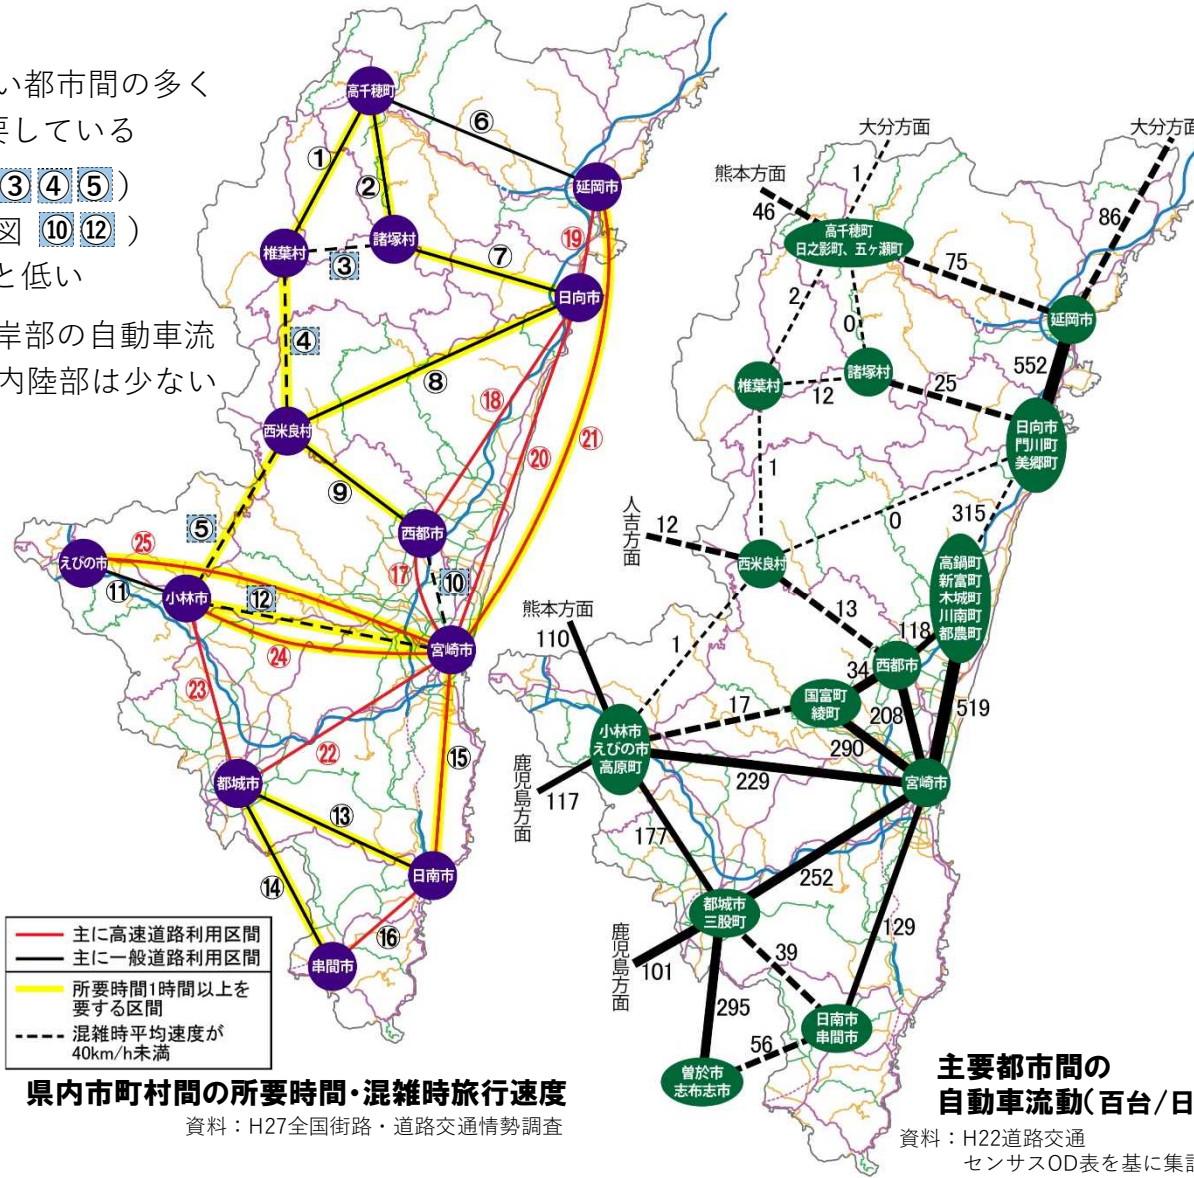 い都市間の多く
要している
③④⑤）
図 ⑩⑫ ）
と低い
岸部の自動車流
内陸部は少ない
高千穂町
⑥
①
②
延岡市
⑲
椎葉村
③
諸塚村
⑦
日向市
④
⑧
⑱
㉑
西米良村
⑳
⑨
⑤
西都市
えびの市
㉕
⑰
⑩
⑪
小林市
⑫
宮崎市
㉔
㉓
㉒
⑮
都城市
⑬
日南市
⑭
⑯
串間市
主に高速道路利用区間
主に一般道路利用区間
所要時間1時間以上を
要する区間
混雑時平均速度が
40km/h未満
県内市町村間の所要時間・混雑時旅行速度
資料：H27全国街路・道路交通情勢調査
大分方面
大分方面
熊本方面
1
46
86
高千穂町
日之影町、五ヶ瀬町
75
2
0
延岡市
552
椎葉村
12
諸塚村
25
日向市
門川町
美郷町
1
0
315
人吉方面
12
西米良村
高鍋町
新富町
木城町
川南町
都農町
13
118
熊本方面
110
1
西都市
34
国富町
綾町
17
208
519
小林市
えびの市
高原町
290
229
宮崎市
鹿児島方面
117
177
252
都城市
三股町
129
鹿児島方面
101
39
295
日南市
串間市
56
曽於市
志布志市
主要都市間の
自動車流動(百台/日
資料：H22道路交通
センサスOD表を基に集計